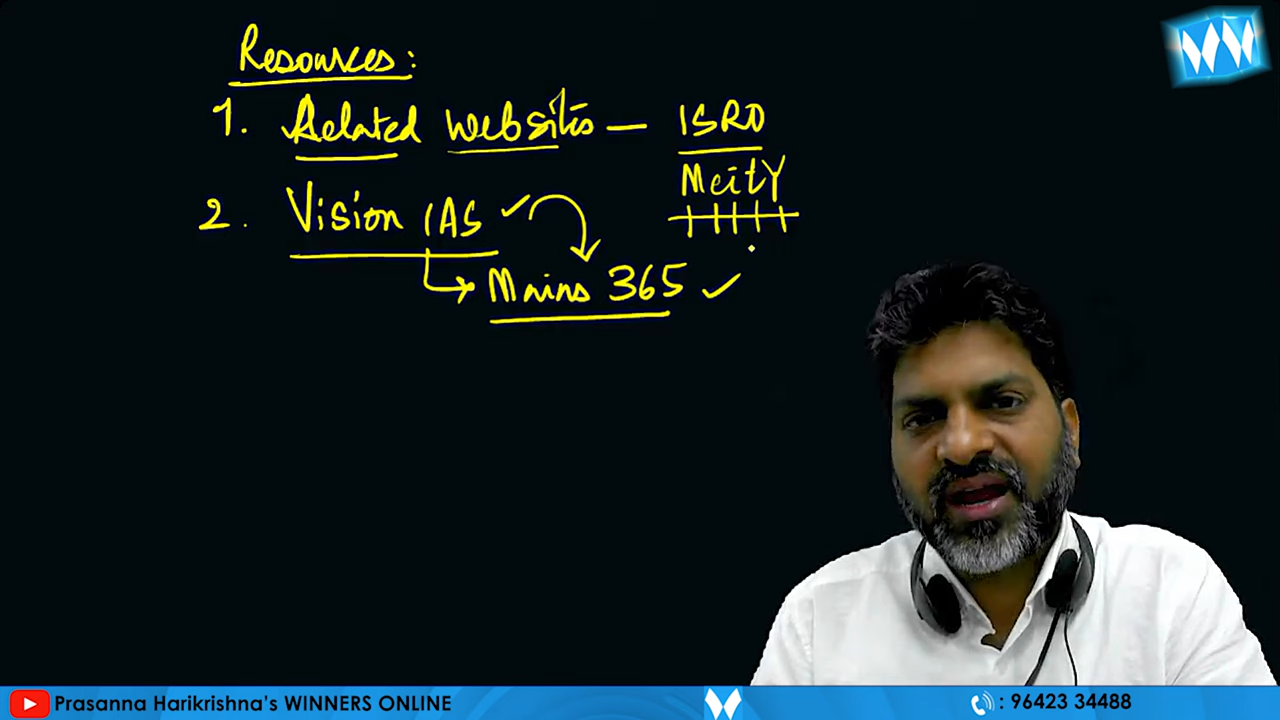 Resources:
1. Related websites — ISRO
MeitY
2. Vision IAS
Mains 365
Prasanna Harikrishna's WINNERS ONLINE
: 96423 34488